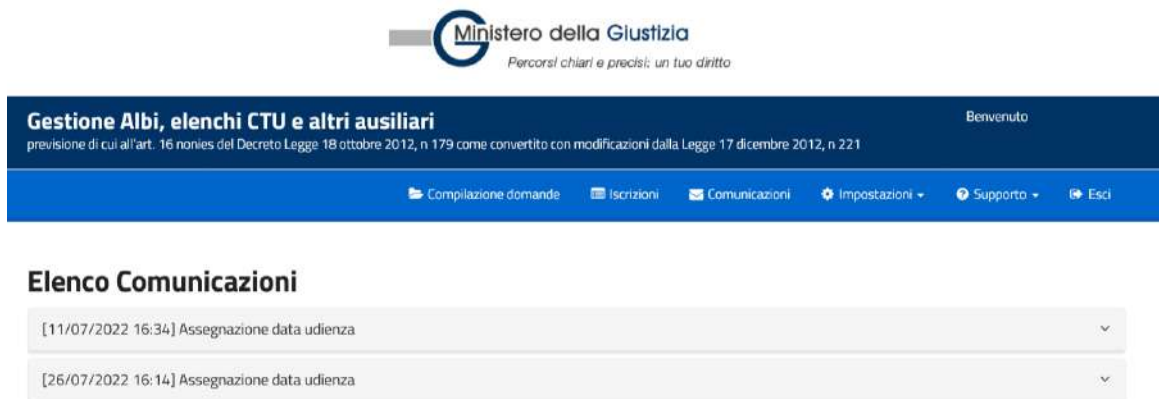 Ministero della Giustizia
Percorsi chiari e precisi: un tuo diritto
Gestione Albi, elenchi CTU e altri ausiliari
Benvenuto
previsione di cui all'art. 16 nonies del Decreto Legge 18 ottobre 2012, n 179 come convertito con modificazioni dalla Legge 17 dicembre 2012, n 221
Compilazione domande Iscrizioni Comunicazioni Impostazioni Supporto Esci
Elenco Comunicazioni
[11/07/2022 16:34] Assegnazione data udienza
[26/07/2022 16:14] Assegnazione data udienza